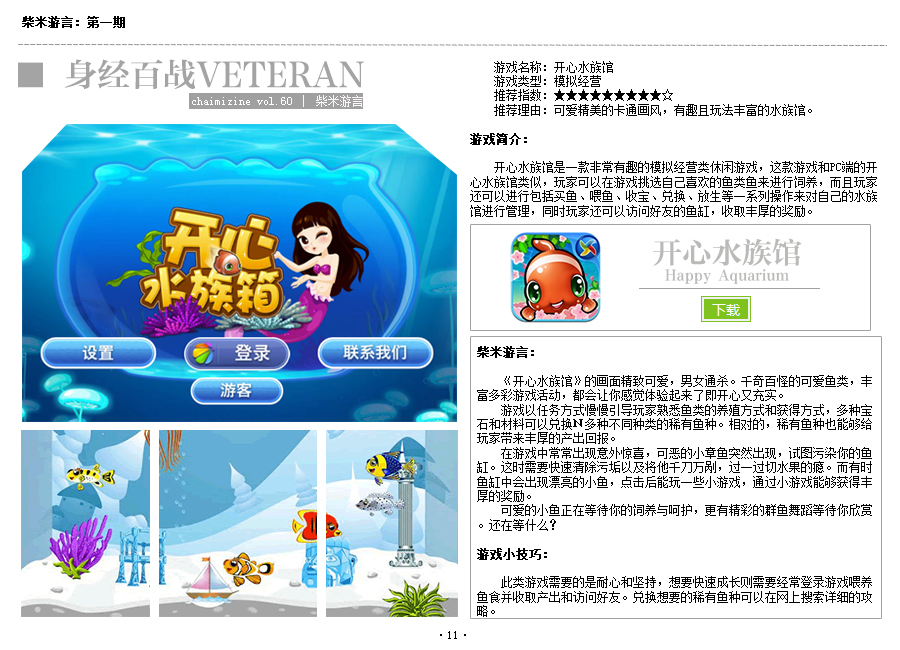 柴米游言：第一期
身经百战VETERAN
chaimizine vol.60 | 柴米游言
开心
水族箱
设置
登录
联系我们
游客
游戏名称：开心水族馆
游戏类型：模拟经营
推荐指数：★★★★★★★★★☆
推荐理由：可爱精美的卡通画风，有趣且玩法丰富的水族馆。
游戏简介：
开心水族馆是一款非常有趣的模拟经营类休闲游戏，这款游戏和PC端的开
心水族馆类似，玩家可以在游戏挑选自己喜欢的鱼类鱼来进行饲养，而且玩家
还可以进行包括买鱼、喂鱼、收宝、兑换、放生等一系列操作来对自己的水族
馆进行管理，同时玩家还可以访问好友的鱼缸，收取丰厚的奖励。
开心水族馆
Happy Aquarium
下载
柴米游言：
《开心水族馆》的画面精致可爱，男女通杀。千奇百怪的可爱鱼类，丰
富多彩游戏活动，都会让你感觉体验起来了即开心又充实。
游戏以任务方式慢慢引导玩家熟悉鱼类的养殖方式和获得方式，多种宝
石和材料可以兑换N多种不同种类的稀有鱼种。相对的，稀有鱼种也能够给
玩家带来丰厚的产出回报。
在游戏中常常出现意外惊喜，可恶的小章鱼突然出现，试图污染你的鱼
缸。这时需要快速清除污垢以及将他千刀万剐，过一过切水果的瘾。而有时
鱼缸中会出现漂亮的小鱼，点击后能玩一些小游戏，通过小游戏能够获得丰
厚的奖励。
可爱的小鱼正在等待你的饲养与呵护，更有精彩的群鱼舞蹈等待你欣赏
。还在等什么？
游戏小技巧：
此类游戏需要的是耐心和坚持，想要快速成长则需要经常登录游戏喂养
鱼食并收取产出和访问好友。兑换想要的稀有鱼种可以在网上搜索详细的攻
略。
·11·